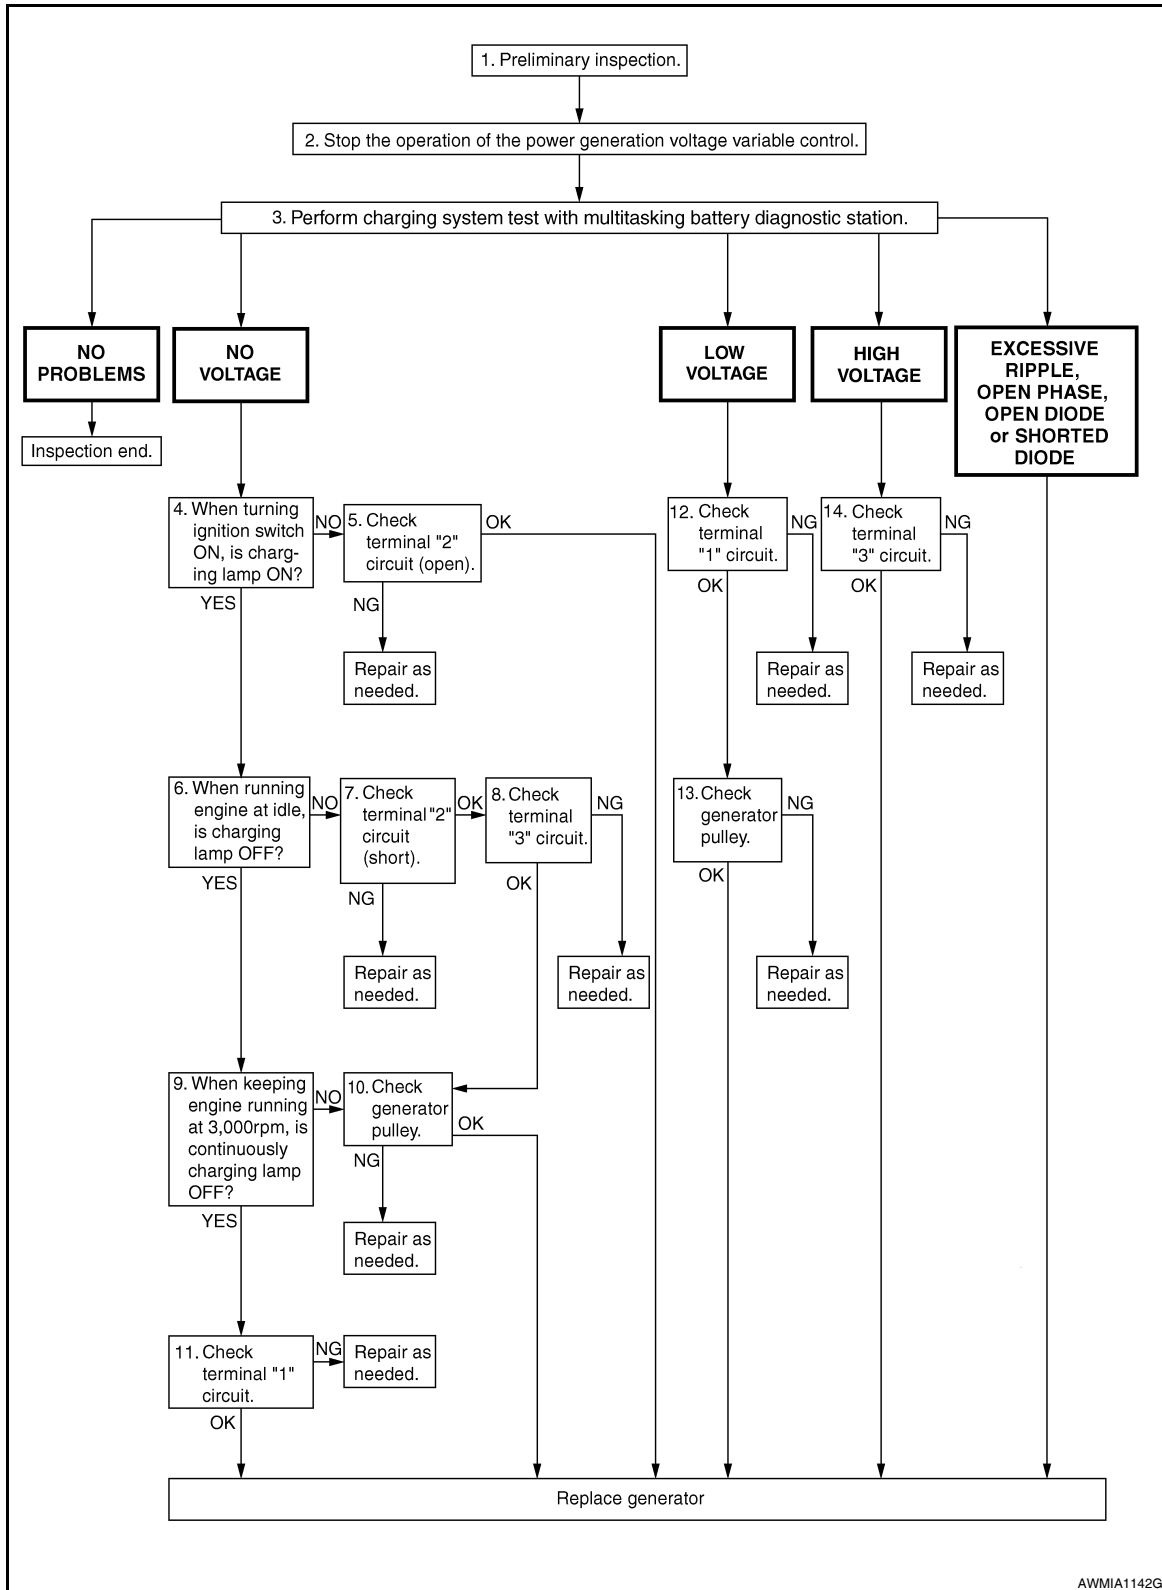 1. Preliminary inspection.
2. Stop the operation of the power generation voltage variable control.
3. Perform charging system test with multitasking battery diagnostic station.
NO
PROBLEMS
NO
VOLTAGE
LOW
VOLTAGE
HIGH
VOLTAGE
EXCESSIVE
RIPPLE,
OPEN PHASE,
OPEN DIODE
or SHORTED
DIODE
Inspection end.
4. When turning
ignition switch
ON, is charg-
ing lamp ON?
NO
YES
5. Check
terminal "2"
circuit (open).
OK
NG
Repair as
needed.
12. Check
terminal
"1" circuit.
NG
OK
Repair as
needed.
14. Check
terminal
"3" circuit.
NG
OK
Repair as
needed.
6. When running
engine at idle,
is charging
lamp OFF?
NO
YES
7. Check
terminal "2"
circuit
(short).
OK
NG
Repair as
needed.
8. Check
terminal
"3" circuit.
NG
OK
Repair as
needed.
13. Check
generator
pulley.
NG
OK
Repair as
needed.
9. When keeping
engine running
at 3,000rpm, is
continuously
charging lamp
OFF?
NO
YES
10. Check
generator
pulley.
OK
NG
Repair as
needed.
11. Check
terminal "1"
circuit.
NG
OK
Repair as
needed.
Replace generator
AWMIA1142G